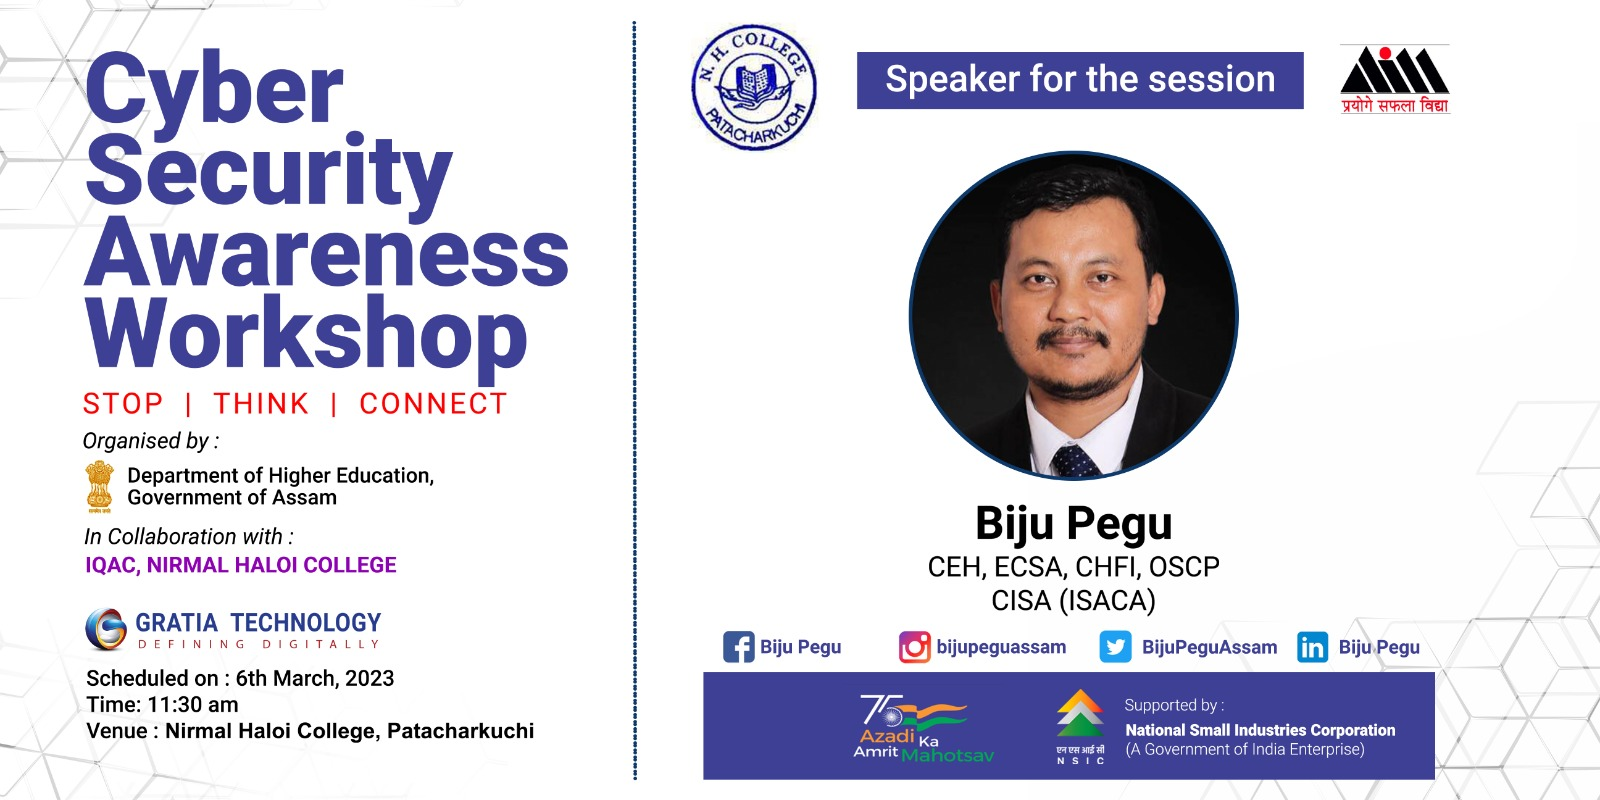 Cyber
Security
Awareness
Workshop
STOP | THINK | CONNECT
Organised by :
Department of Higher Education,
Government of Assam
In Collaboration with :
IQAC, NIRMAL HALOI COLLEGE
GRATIA TECHNOLOGY
DEFINING DIGITALLY
Scheduled on : 6th March, 2023
Time: 11:30 am
Venue : Nirmal Haloi College, Patacharkuchi
N. H. COLLEGE
PATACHARKUCHI
Speaker for the session
AIM
प्रयोगे सफला विद्या
Biju Pegu
CEH, ECSA, CHFI, OSCP
CISA (ISACA)
Biju Pegu
bijupeguassam
BijuPeguAssam
in
Biju Pegu
75
Azadi Ka
Amrit Mahotsav
एन एस आई सी
NSIC
Supported by :
National Small Industries Corporation
(A Government of India Enterprise)